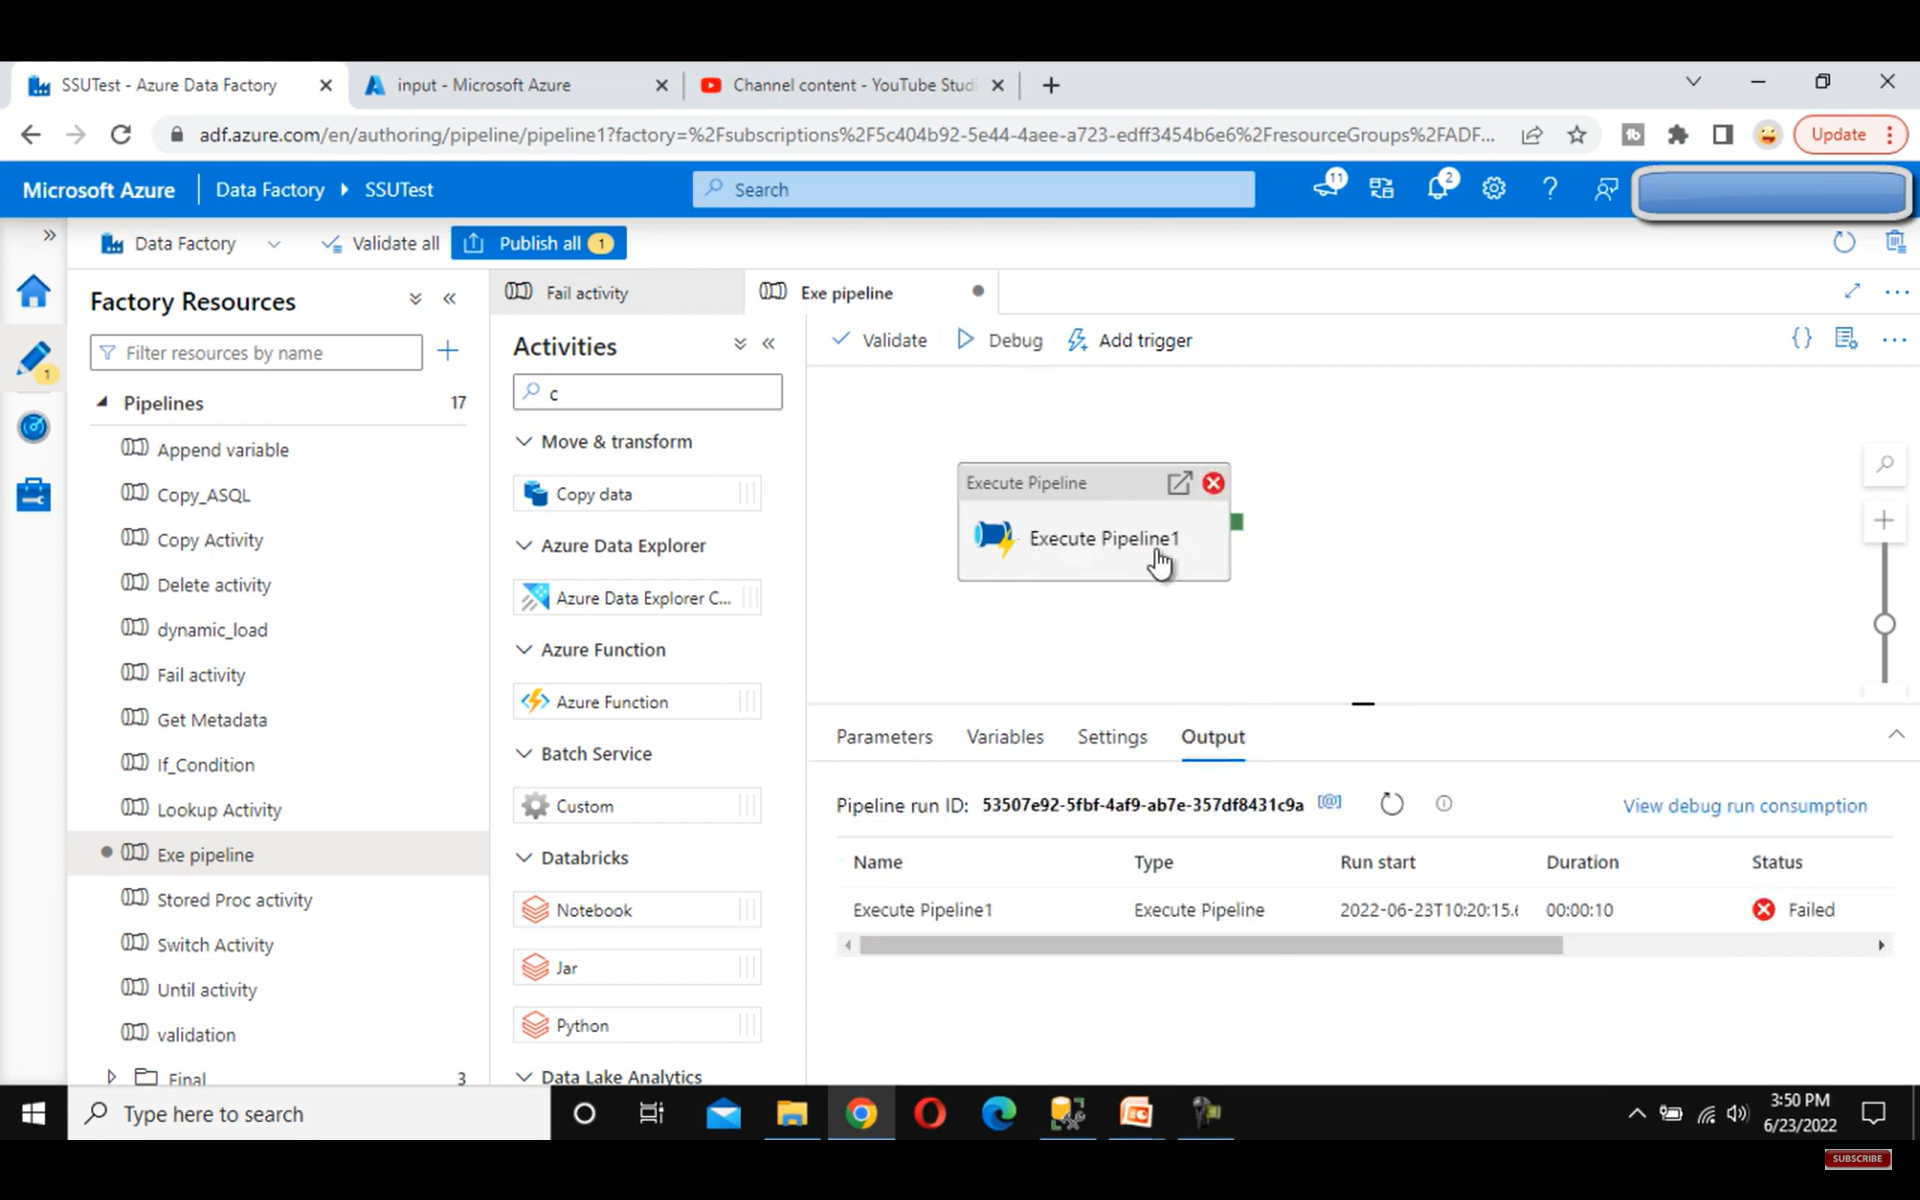 SSUTest - Azure Data Factory
input - Microsoft Azure
Channel content - YouTube Studi
adf.azure.com/en/authoring/pipeline/pipeline1?factory=%2Fsubscriptions%2F5c404b92-5e44-4aee-a723-edff3454b6e6%2FresourceGroups%2FADF...
Update
Microsoft Azure
Data Factory
SSUTest
Search
11
2
Data Factory
Validate all
Publish all 1
Factory Resources
Filter resources by name
1
Pipelines 17
Append variable
Copy_ASQL
Copy Activity
Delete activity
dynamic_load
Fail activity
Get Metadata
If_Condition
Lookup Activity
Exe pipeline
Stored Proc activity
Switch Activity
Until activity
validation
Final 3
Fail activity
Exe pipeline
Activities
c
Move & transform
Copy data
Azure Data Explorer
Azure Data Explorer C...
Azure Function
Azure Function
Batch Service
Custom
Databricks
Notebook
Jar
Python
Data Lake Analytics
Validate
Debug
Add trigger
Execute Pipeline
Execute Pipeline1
Parameters Variables Settings Output
Pipeline run ID: 53507e92-5fbf-4af9-ab7e-357df8431c9a
View debug run consumption
Name Type Run start Duration Status
Execute Pipeline1 Execute Pipeline 2022-06-23T10:20:15.6 00:00:10 Failed
Type here to search
3:50 PM
6/23/2022
SUBSCRIBE